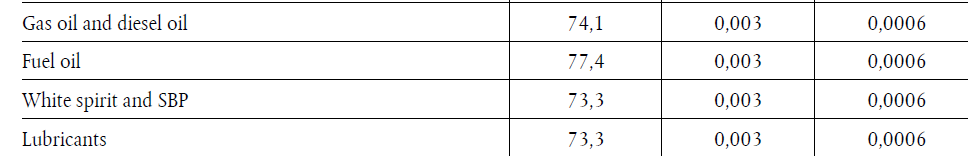 Gas oil and diesel oil 74,1 0,003 0,0006
Fuel oil 77,4 0,003 0,0006
White spirit and SBP 73,3 0,003 0,0006
Lubricants 73,3 0,003 0,0006